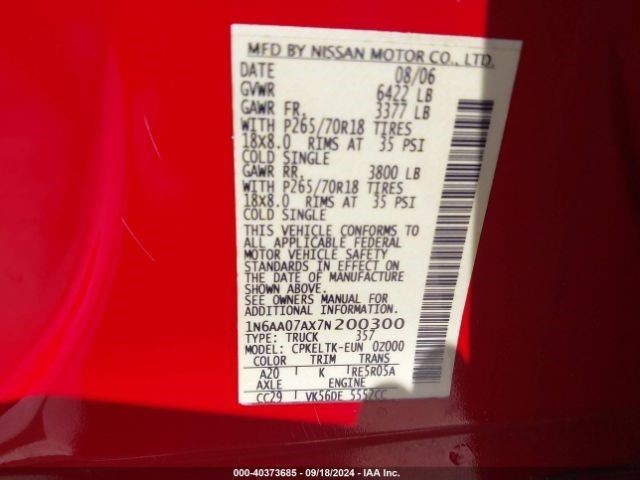 MFD BY NISSAN MOTOR CO., LTD.
DATE 08/06
GVWR 6422 LB
GAWR FR. 3377 LB
WITH P265/70R18 TIRES
18X8.0 RIMS AT 35 PSI
COLD SINGLE
GAWR RR. 3800 LB
WITH P265/70R18 TIRES
18X8.0 RIMS AT 35 PSI
COLD SINGLE
THIS VEHICLE CONFORMS TO
ALL APPLICABLE FEDERAL
MOTOR VEHICLE SAFETY
STANDARDS IN EFFECT ON
THE DATE OF MANUFACTURE
SHOWN ABOVE.
SEE OWNERS MANUAL FOR
ADDITIONAL INFORMATION.
1N6AA07AX7N200300
TYPE: TRUCK 357
MODEL: CPKELTK-EUN 0Z000
COLOR TRIM TRANS
A20 K RE5R05A
AXLE ENGINE
CC29 VK56DE 5552CC
000-40373685 - 09/18/2024 - IAA Inc.